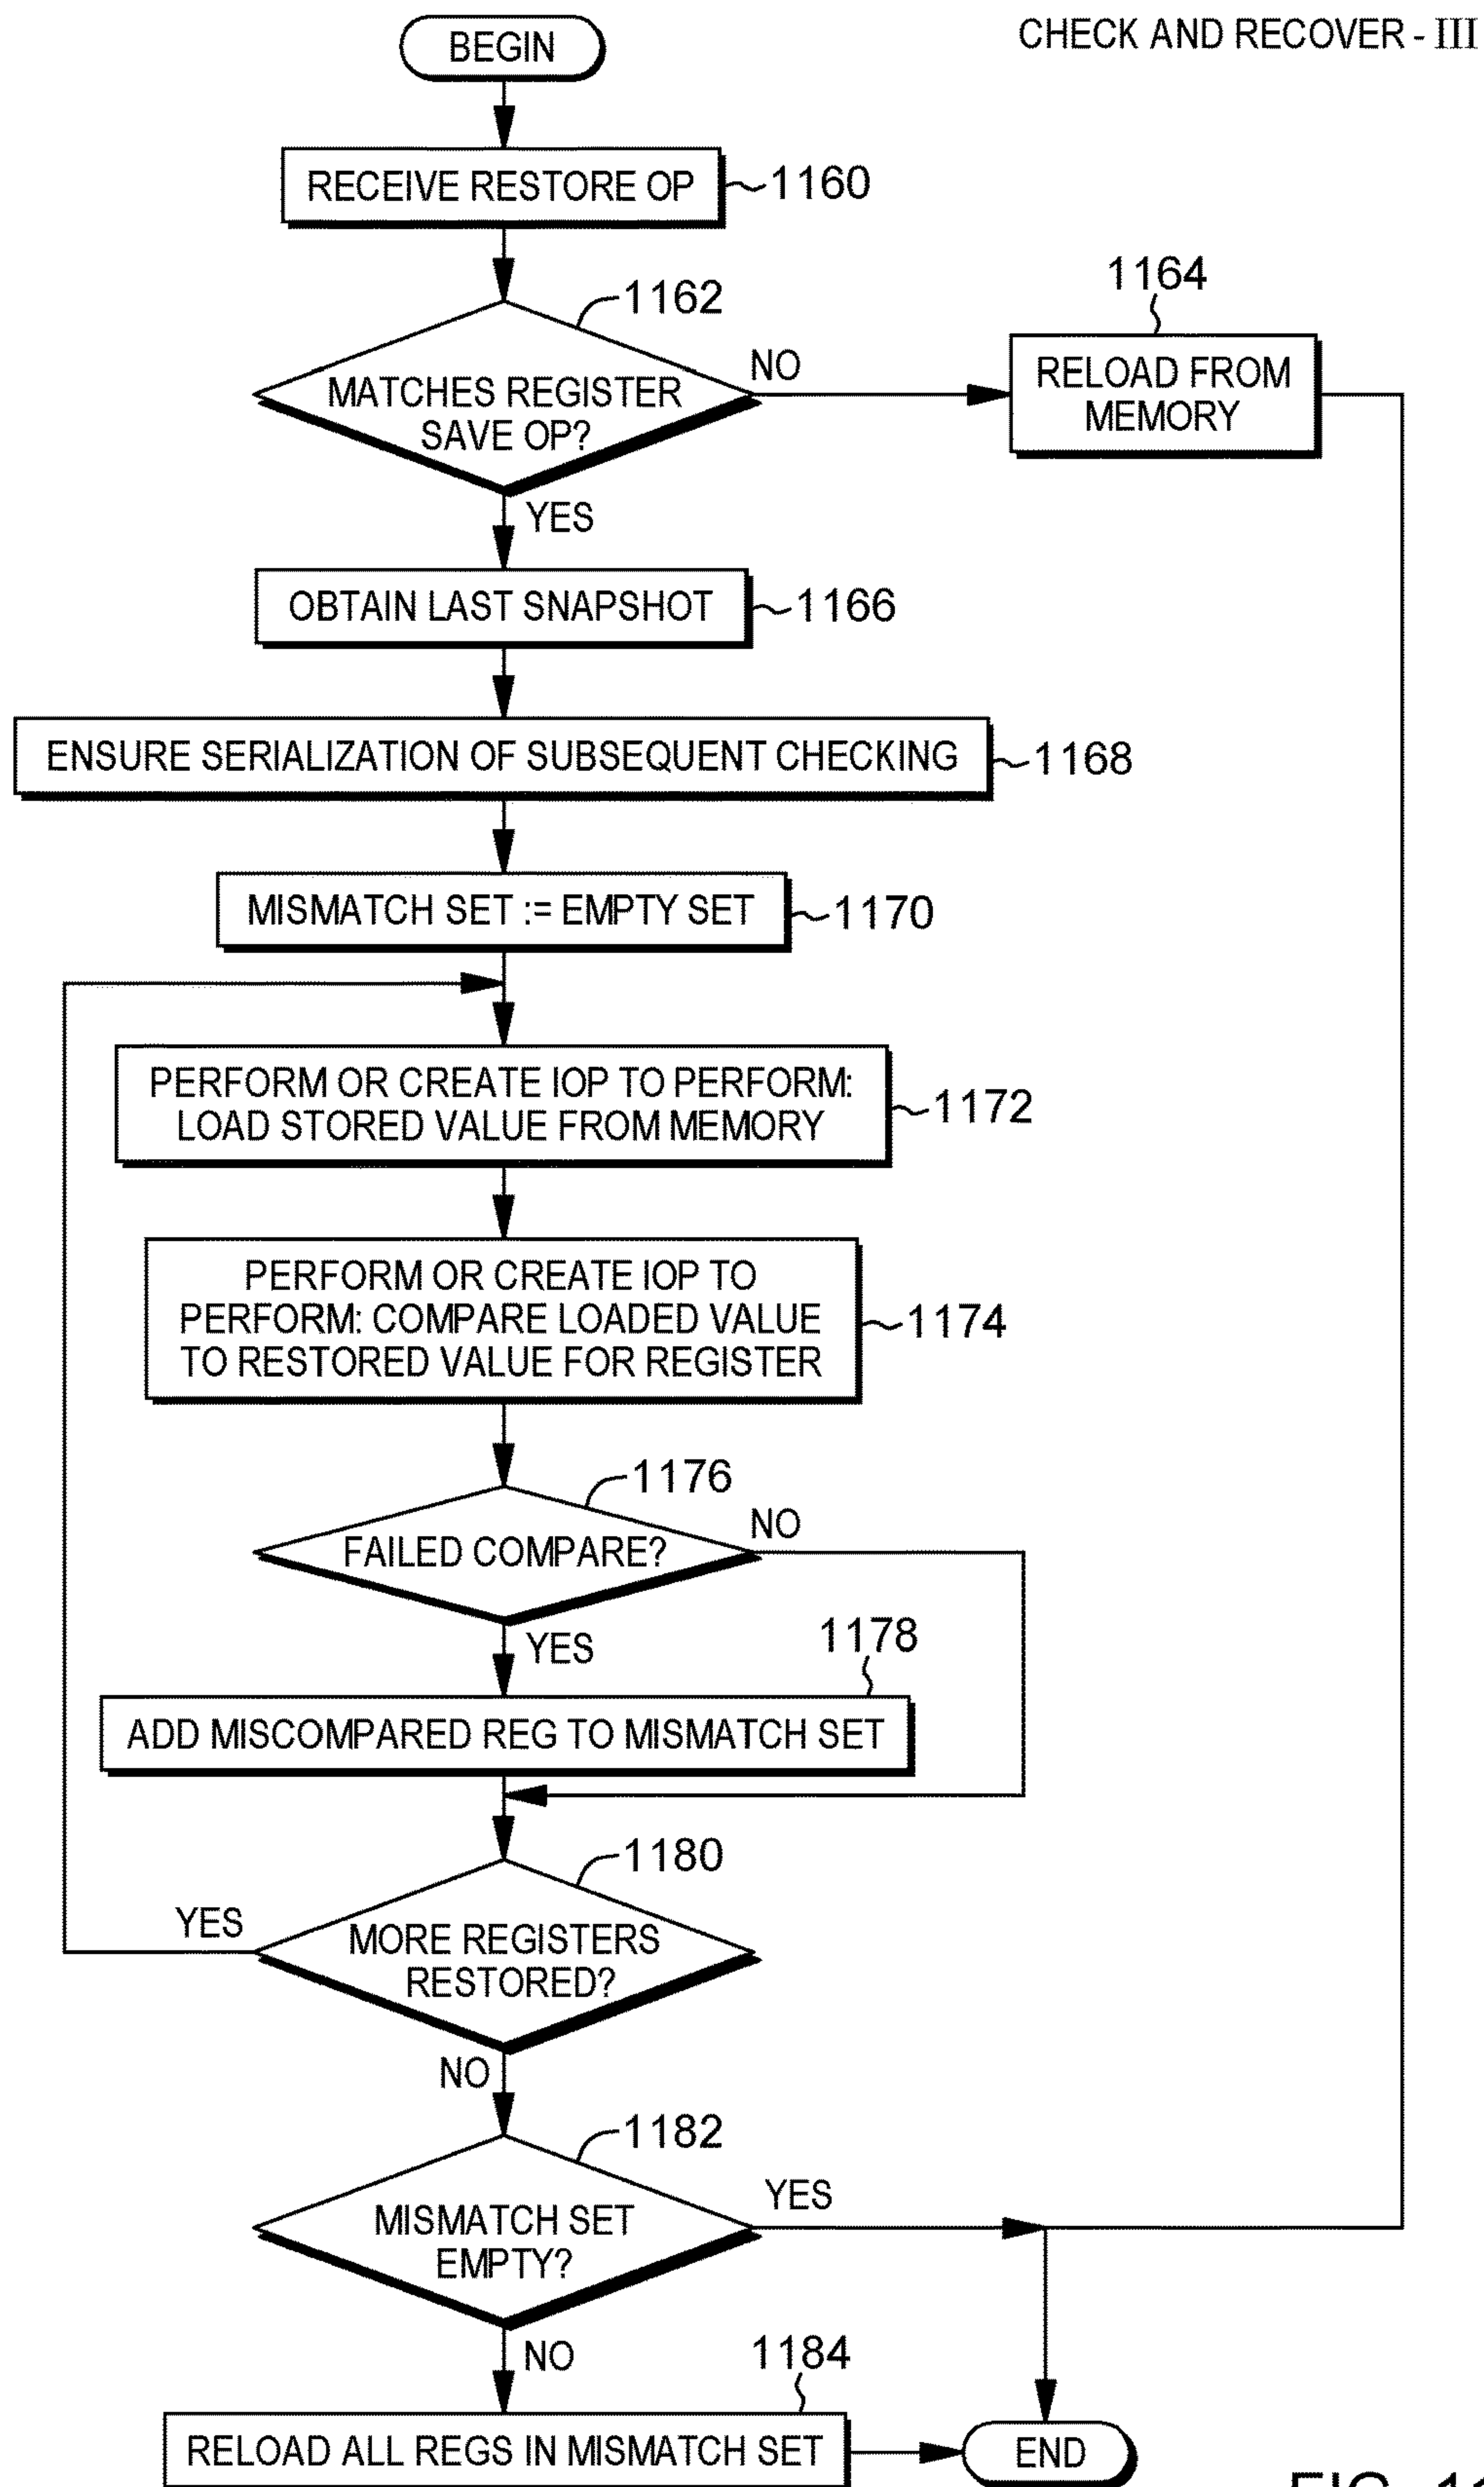 CHECK AND RECOVER - III
BEGIN
RECEIVE RESTORE OP
1160
1162
MATCHES REGISTER
SAVE OP?
NO
1164
RELOAD FROM
MEMORY
YES
OBTAIN LAST SNAPSHOT
1166
ENSURE SERIALIZATION OF SUBSEQUENT CHECKING
1168
MISMATCH SET := EMPTY SET
1170
PERFORM OR CREATE IOP TO PERFORM:
LOAD STORED VALUE FROM MEMORY
1172
PERFORM OR CREATE IOP TO
PERFORM: COMPARE LOADED VALUE
TO RESTORED VALUE FOR REGISTER
1174
1176
FAILED COMPARE?
NO
YES
1178
ADD MISCOMPARED REG TO MISMATCH SET
1180
MORE REGISTERS
RESTORED?
YES
NO
1182
MISMATCH SET
EMPTY?
YES
NO
1184
RELOAD ALL REGS IN MISMATCH SET
END